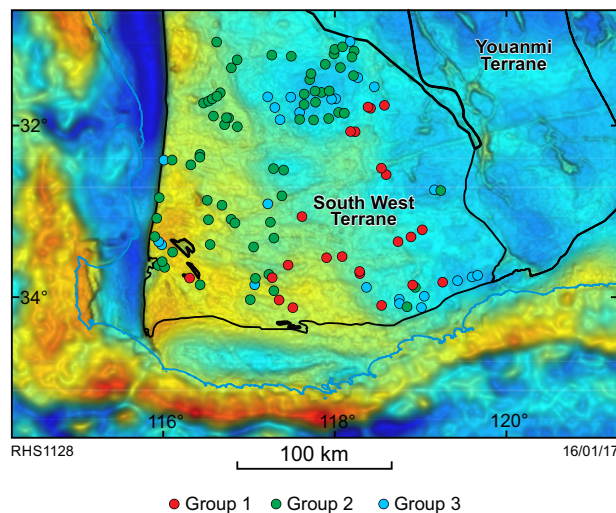 Youanmi
Terrane
32°
South West
Terrane
34°
116° 118° 120°
RHS1128 16/01/17
100 km
Group 1 Group 2 Group 3